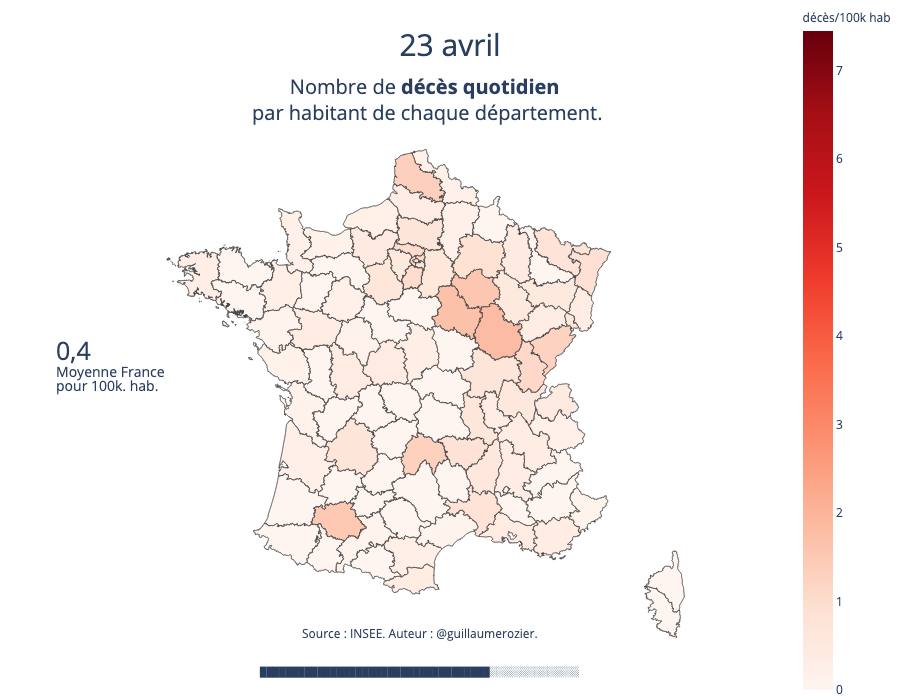 décès/100k hab
23 avril
Nombre de décès quotidien
par habitant de chaque département.
7
6
5
4
3
2
1
0
0,4
Moyenne France
pour 100k. hab.
Source : INSEE. Auteur : @guillaumerozier.